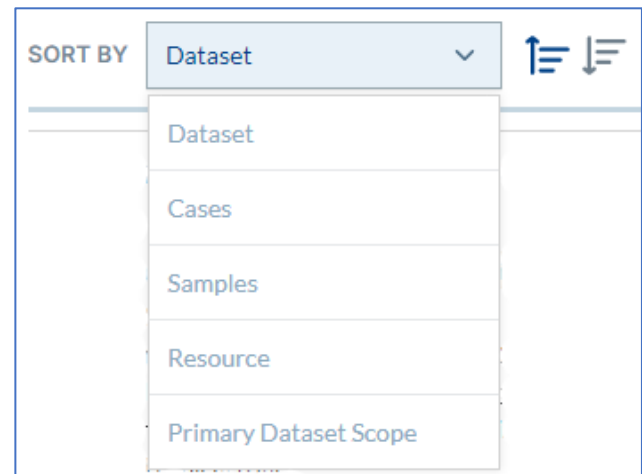 SORT BY Dataset
Dataset
Cases
Samples
Resource
Primary Dataset Scope